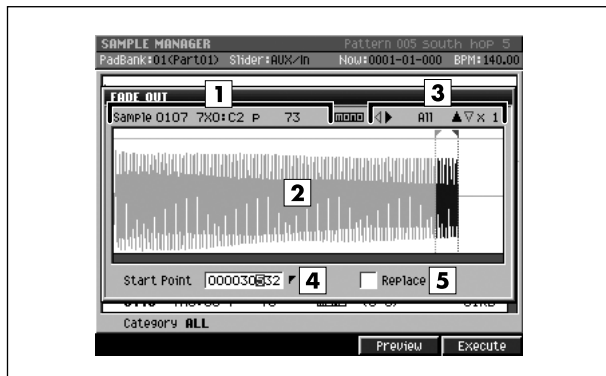 SAMPLE MANAGER Pattern 005 south hop 5
PadBank:01(Part01) Slider:AUX/In Now:0001-01-000 BPM:140.00
FADE OUT
1 3
Sample 0107 7X0:C2 P 73 mono All x 1
2
Start Point 000030532 4 Replace 5
Category ALL
Preview Execute